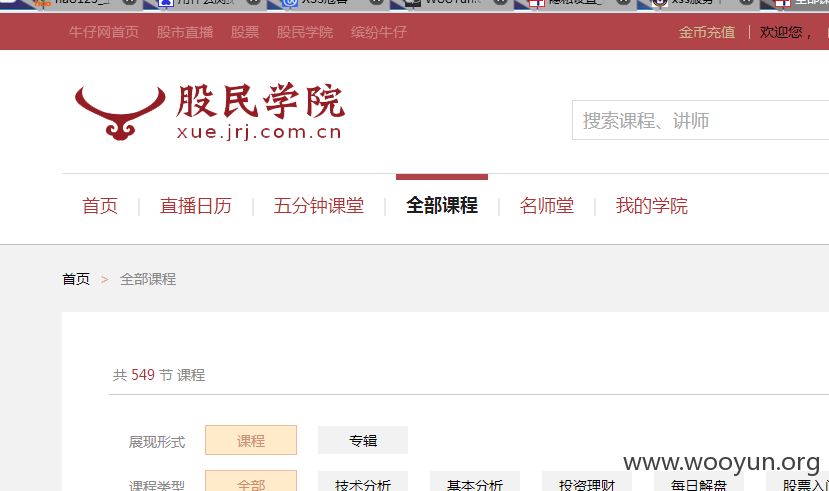 牛仔网首页 股市直播 股票 股民学院 缤纷牛仔 金币充值 | 欢迎您，
股民学院
xue.jrj.com.cn
搜索课程、讲师
首页 | 直播日历 | 五分钟课堂 | 全部课程 | 名师堂 | 我的学院
首页 > 全部课程
共 549 节 课程
展现形式 课程 专辑
www.wooyun.org
课程类型 全部 技术分析 基本分析 投资理财 每日解盘 股票入门